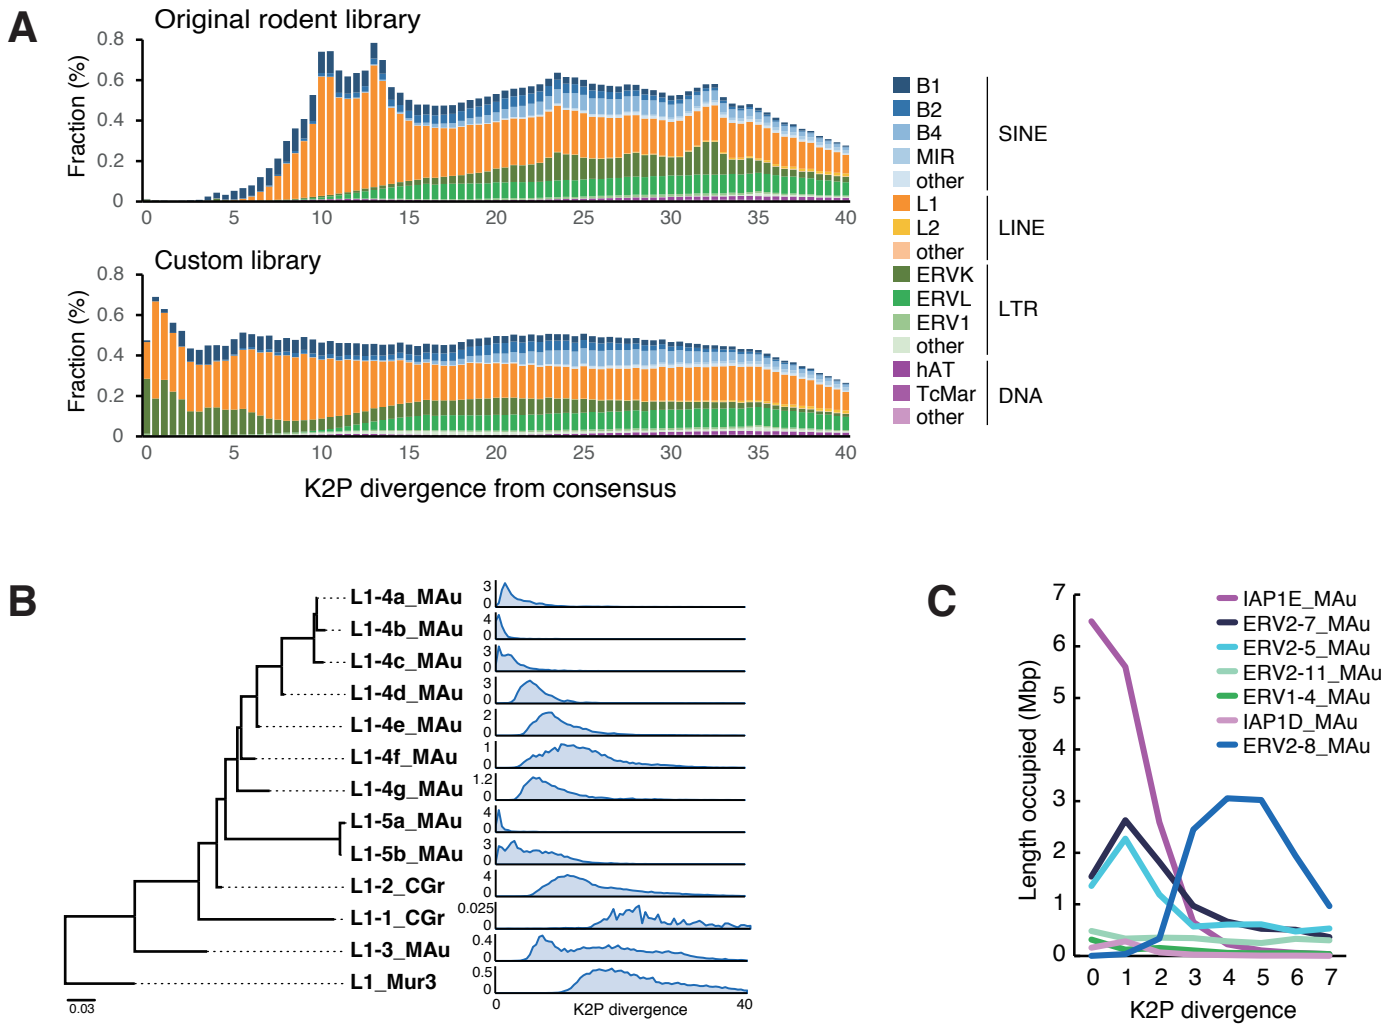 A
Original rodent library
Fraction (%)
0.8
0.6
0.4
0.2
0
0 5 10 15 20 25 30 35 40
Custom library
Fraction (%)
0.8
0.6
0.4
0.2
0
0 5 10 15 20 25 30 35 40
K2P divergence from consensus
B1
B2
B4
MIR
other
SINE
L1
L2
other
LINE
ERVK
ERVL
ERV1
other
LTR
hAT
TcMar
other
DNA
B
L1-4a_MAu 3 0
L1-4b_MAu 4 0
L1-4c_MAu 3 0
L1-4d_MAu 3 0
L1-4e_MAu 2 0
L1-4f_MAu 1 0
L1-4g_MAu 1.2 0
L1-5a_MAu 4 0
L1-5b_MAu 3 0
L1-2_CGr 4 0
L1-1_CGr 0.025 0
L1-3_MAu 0.4 0
L1_Mur3 0.5 0
0.03
0 K2P divergence 40
C
Length occupied (Mbp)
7
6
5
4
3
2
1
0
0 1 2 3 4 5 6 7
K2P divergence
IAP1E_MAu
ERV2-7_MAu
ERV2-5_MAu
ERV2-11_MAu
ERV1-4_MAu
IAP1D_MAu
ERV2-8_MAu